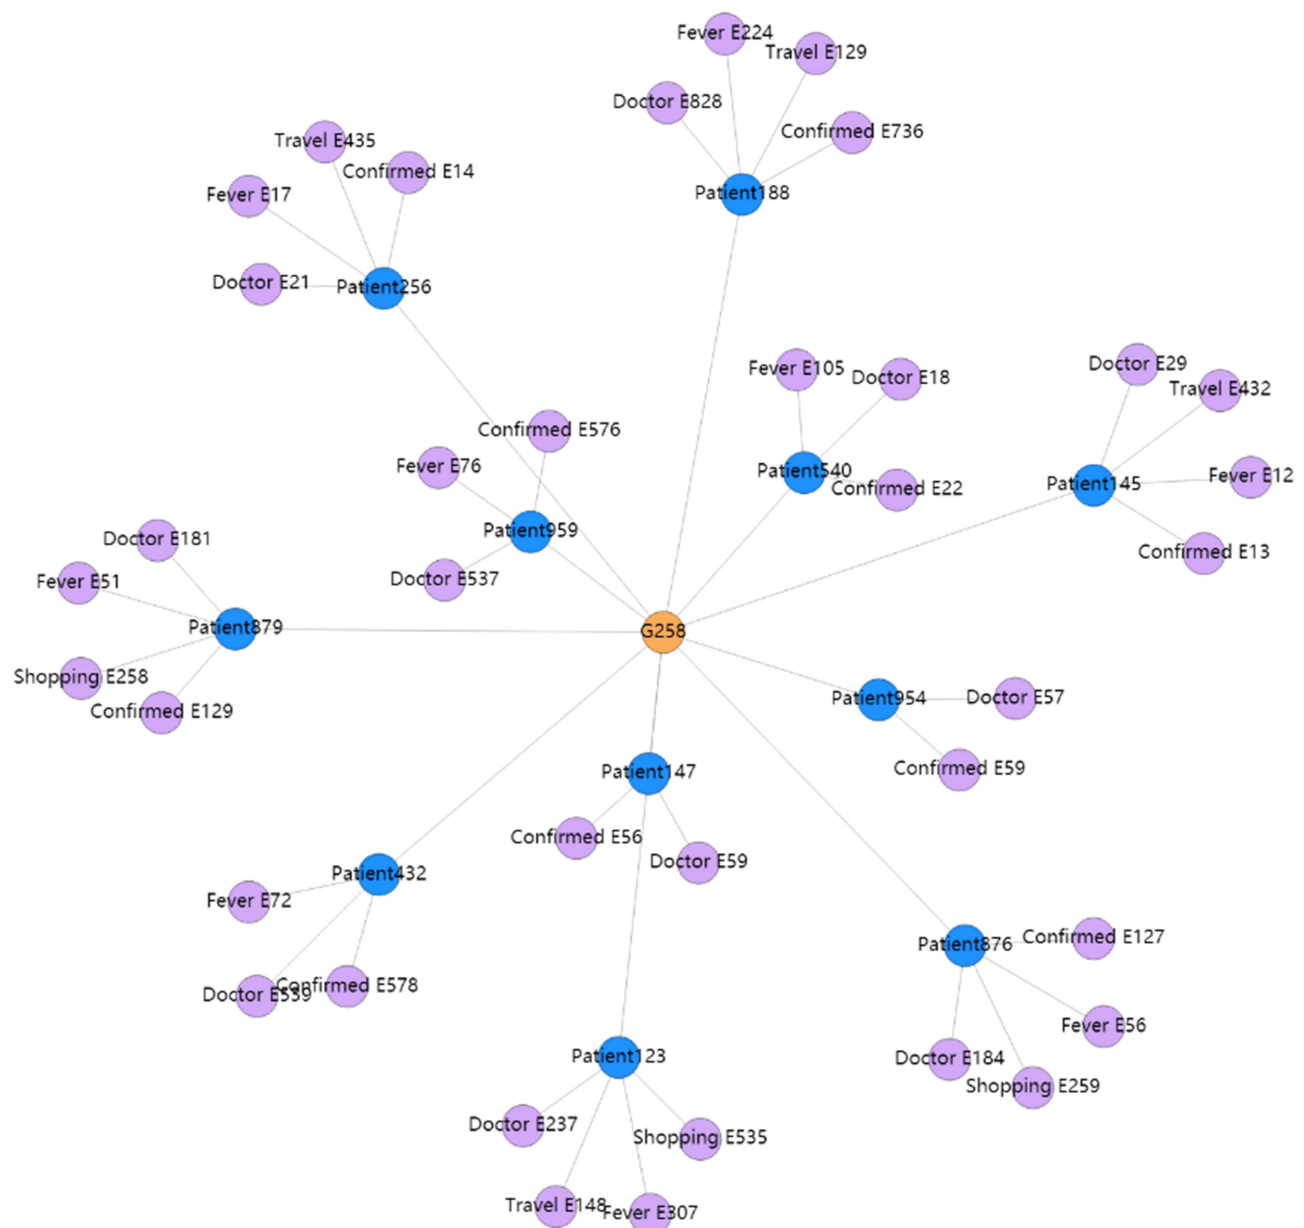 Fever E224
Travel E129
Doctor E828
Confirmed E736
Patient188
Travel E435
Confirmed E14
Fever E17
Doctor E21
Patient256
Fever E105
Doctor E18
Patient540
Confirmed E22
Doctor E29
Travel E432
Fever E12
Patient145
Confirmed E13
Confirmed E576
Fever E76
Patient959
Doctor E537
Doctor E181
Fever E51
Patient879
Shopping E258
Confirmed E129
G258
Patient954
Doctor E57
Confirmed E59
Patient147
Confirmed E56
Doctor E59
Patient432
Fever E72
Doctor E539
Confirmed E578
Patient876
Confirmed E127
Fever E56
Doctor E184
Shopping E259
Patient123
Doctor E237
Shopping E535
Travel E148
Fever E307